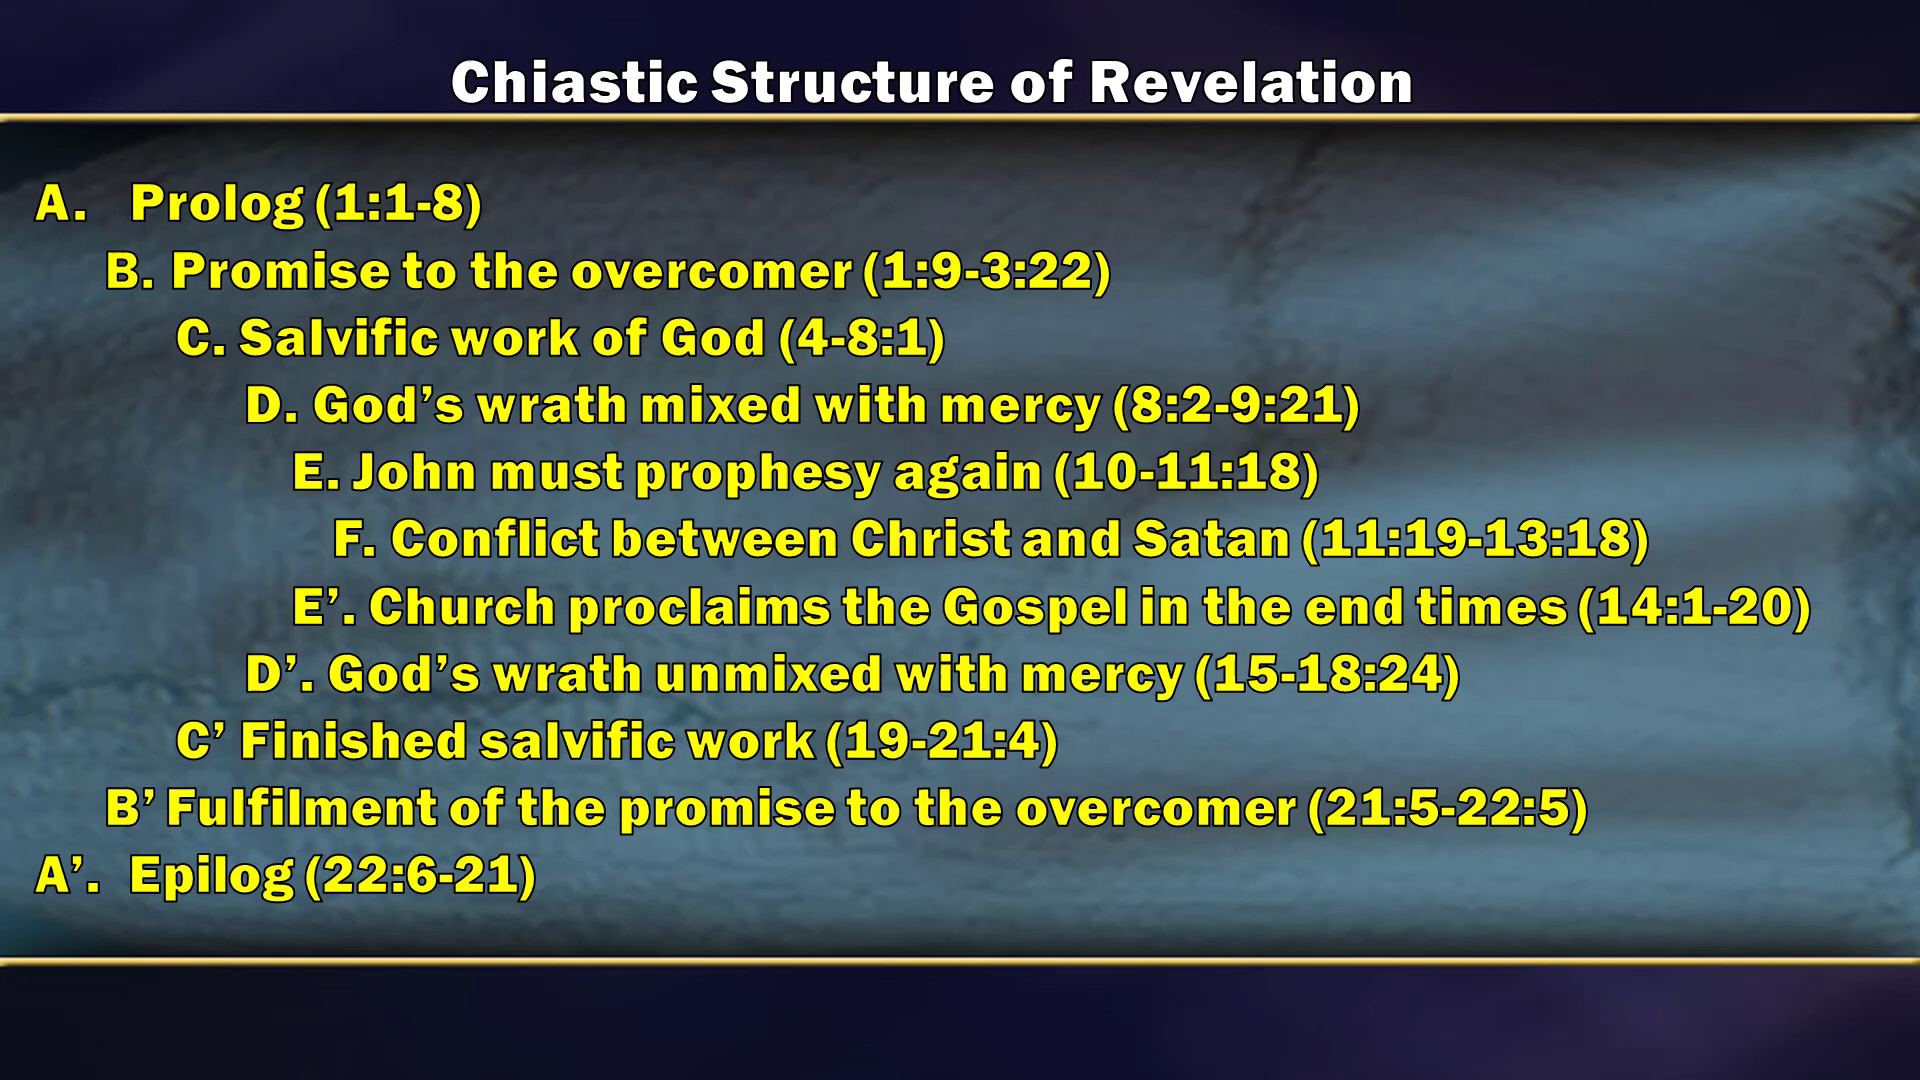 Chiastic Structure of Revelation
A. Prolog (1:1-8)
B. Promise to the overcomer (1:9-3:22)
C. Salvific work of God (4-8:1)
D. God’s wrath mixed with mercy (8:2-9:21)
E. John must prophesy again (10-11:18)
F. Conflict between Christ and Satan (11:19-13:18)
E’. Church proclaims the Gospel in the end times (14:1-20)
D’. God’s wrath unmixed with mercy (15-18:24)
C’ Finished salvific work (19-21:4)
B’ Fulfilment of the promise to the overcomer (21:5-22:5)
A’. Epilog (22:6-21)